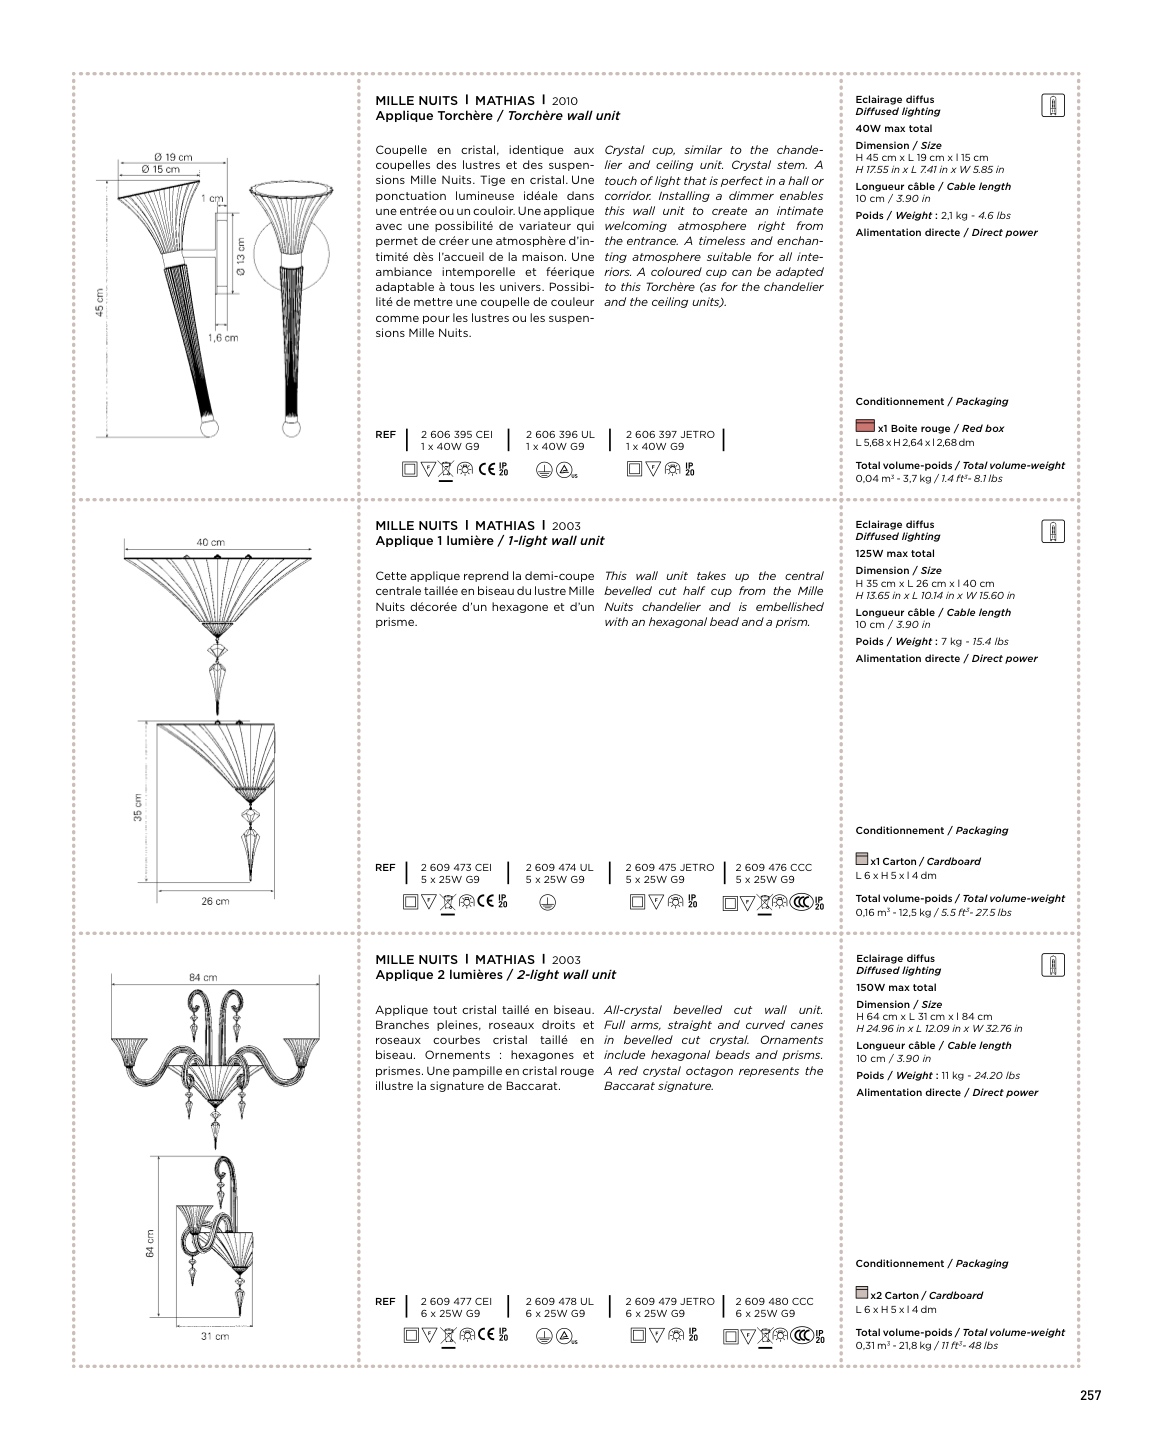 Ø 19 cm
Ø 15 cm
1 cm
Ø 13 cm
45 cm
1,6 cm
MILLE NUITS I MATHIAS I 2010
Applique Torchère / Torchère wall unit
Coupelle en cristal, identique aux
coupelles des lustres et des suspen-
sions Mille Nuits. Tige en cristal. Une
ponctuation lumineuse idéale dans
une entrée ou un couloir. Une applique
avec une possibilité de variateur qui
permet de créer une atmosphère d'in-
timité dès l'accueil de la maison. Une
ambiance intemporelle et féerique
adaptable à tous les univers. Possibi-
lité de mettre une coupelle de couleur
comme pour les lustres ou les suspen-
sions Mille Nuits.
Crystal cup, similar to the chande-
lier and ceiling unit. Crystal stem. A
touch of light that is perfect in a hall or
corridor. Installing a dimmer enables
this wall unit to create an intimate
welcoming atmosphere right from
the entrance. A timeless and enchan-
ting atmosphere suitable for all inte-
riors. A coloured cup can be adapted
to this Torchère (as for the chandelier
and the ceiling units).
REF | 2 606 395 CEI | 2 606 396 UL | 2 606 397 JETRO |
1 x 40W G9 1 x 40W G9 1 x 40W G9
F CE IP 20 US F IP 20
Eclairage diffus
Diffused lighting
40W max total
Dimension / Size
H 45 cm x L 19 cm x l 15 cm
H 17.55 in x L 7.41 in x W 5.85 in
Longueur câble / Cable length
10 cm / 3.90 in
Poids / Weight : 2,1 kg - 4.6 lbs
Alimentation directe / Direct power
Conditionnement / Packaging
x1 Boite rouge / Red box
L 5,68 x H 2,64 x l 2,68 dm
Total volume-poids / Total volume-weight
0,04 m³ - 3,7 kg / 1.4 ft³- 8.1 lbs
40 cm
35 cm
26 cm
MILLE NUITS I MATHIAS I 2003
Applique 1 lumière / 1-light wall unit
Cette applique reprend la demi-coupe
centrale taillée en biseau du lustre Mille
Nuits décorée d'un hexagone et d'un
prisme.
This wall unit takes up the central
bevelled cut half cup from the Mille
Nuits chandelier and is embellished
with an hexagonal bead and a prism.
REF | 2 609 473 CEI | 2 609 474 UL | 2 609 475 JETRO | 2 609 476 CCC
5 x 25W G9 5 x 25W G9 5 x 25W G9 5 x 25W G9
F CE IP 20 F IP 20 F CCC IP 20
Eclairage diffus
Diffused lighting
125W max total
Dimension / Size
H 35 cm x L 26 cm x l 40 cm
H 13.65 in x L 10.14 in x W 15.60 in
Longueur câble / Cable length
10 cm / 3.90 in
Poids / Weight : 7 kg - 15.4 lbs
Alimentation directe / Direct power
Conditionnement / Packaging
x1 Carton / Cardboard
L 6 x H 5 x l 4 dm
Total volume-poids / Total volume-weight
0,16 m³ - 12,5 kg / 5.5 ft³- 27.5 lbs
84 cm
64 cm
31 cm
MILLE NUITS I MATHIAS I 2003
Applique 2 lumières / 2-light wall unit
Applique tout cristal taillé en biseau.
Branches pleines, roseaux droits et
roseaux courbes cristal taillé en
biseau. Ornements : hexagones et
prismes. Une pampille en cristal rouge
illustre la signature de Baccarat.
All-crystal bevelled cut wall unit.
Full arms, straight and curved canes
in bevelled cut crystal. Ornaments
include hexagonal beads and prisms.
A red crystal octagon represents the
Baccarat signature.
REF | 2 609 477 CEI | 2 609 478 UL | 2 609 479 JETRO | 2 609 480 CCC
6 x 25W G9 6 x 25W G9 6 x 25W G9 6 x 25W G9
F CE IP 20 US F IP 20 F CCC IP 20
Eclairage diffus
Diffused lighting
150W max total
Dimension / Size
H 64 cm x L 31 cm x l 84 cm
H 24.96 in x L 12.09 in x W 32.76 in
Longueur câble / Cable length
10 cm / 3.90 in
Poids / Weight : 11 kg - 24.20 lbs
Alimentation directe / Direct power
Conditionnement / Packaging
x2 Carton / Cardboard
L 6 x H 5 x l 4 dm
Total volume-poids / Total volume-weight
0,31 m³ - 21,8 kg / 11 ft³- 48 lbs
257